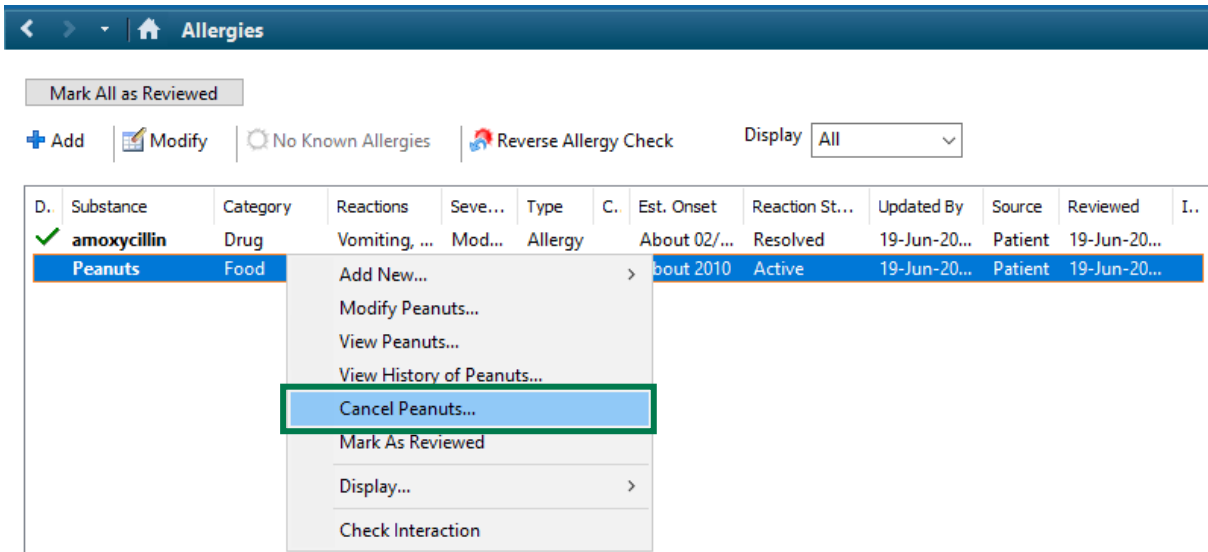 Allergies
Mark All as Reviewed
Add Modify No Known Allergies Reverse Allergy Check Display All
D.. Substance Category Reactions Seve... Type C.. Est. Onset Reaction St... Updated By Source Reviewed I..
amoxycillin Drug Vomiting, ... Mod... Allergy About 02/... Resolved 19-Jun-20... Patient 19-Jun-20...
Peanuts Food bout 2010 Active 19-Jun-20... Patient 19-Jun-20...
Add New...
Modify Peanuts...
View Peanuts...
View History of Peanuts...
Cancel Peanuts...
Mark As Reviewed
Display...
Check Interaction